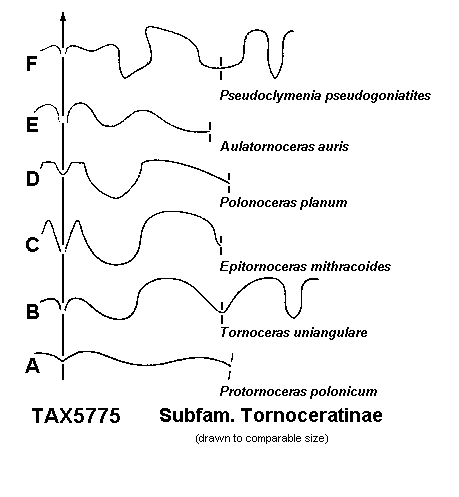 F
Pseudoclymenia pseudogoniatites
E
Aulatornoceras auris
D
Polonoceras planum
C
Epitornoceras mithracoides
B
Tornoceras uniangulare
A
Protornoceras polonicum
TAX5775 Subfam. Tornoceratinae
(drawn to comparable size)